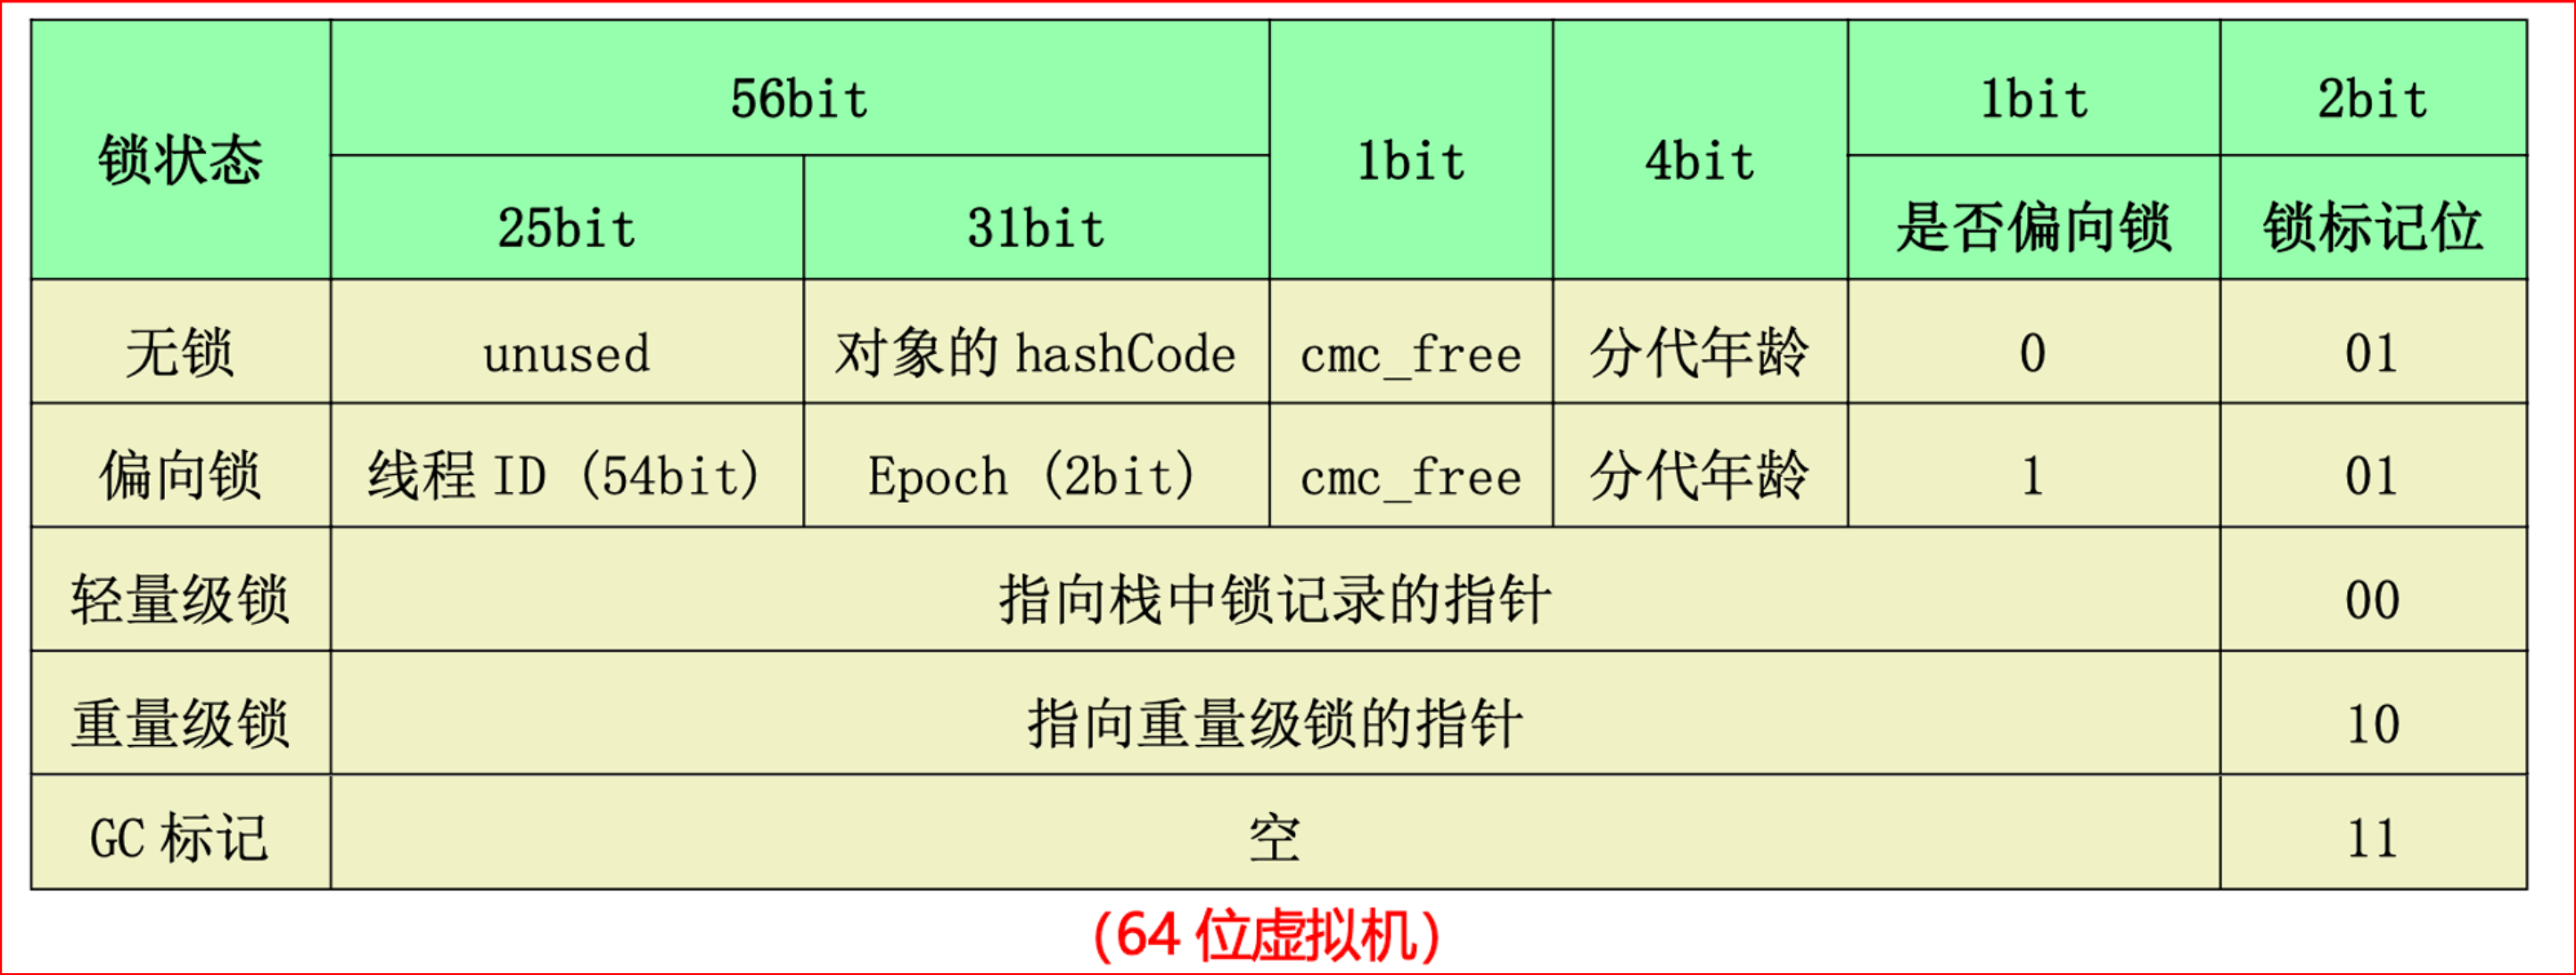 锁状态 56bit 1bit 4bit 1bit 2bit
25bit 31bit 是否偏向锁 锁标记位
无锁 unused 对象的 hashCode cmc_free 分代年龄 0 01
偏向锁 线程 ID (54bit) Epoch (2bit) cmc_free 分代年龄 1 01
轻量级锁 指向栈中锁记录的指针 00
重量级锁 指向重量级锁的指针 10
GC 标记 空 11
(64 位虚拟机)